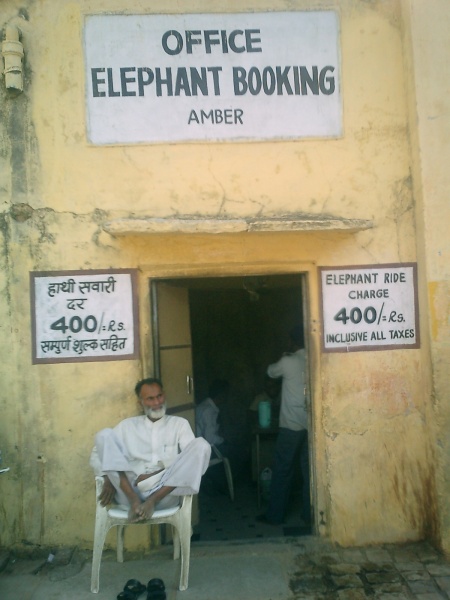 OFFICE
ELEPHANT BOOKING
AMBER
हाथी सवारी
दर
400/=Rs.
सम्पुर्ण शुल्क सहित
ELEPHANT RIDE
CHARGE
400/=Rs.
INCLUSIVE ALL TAXES